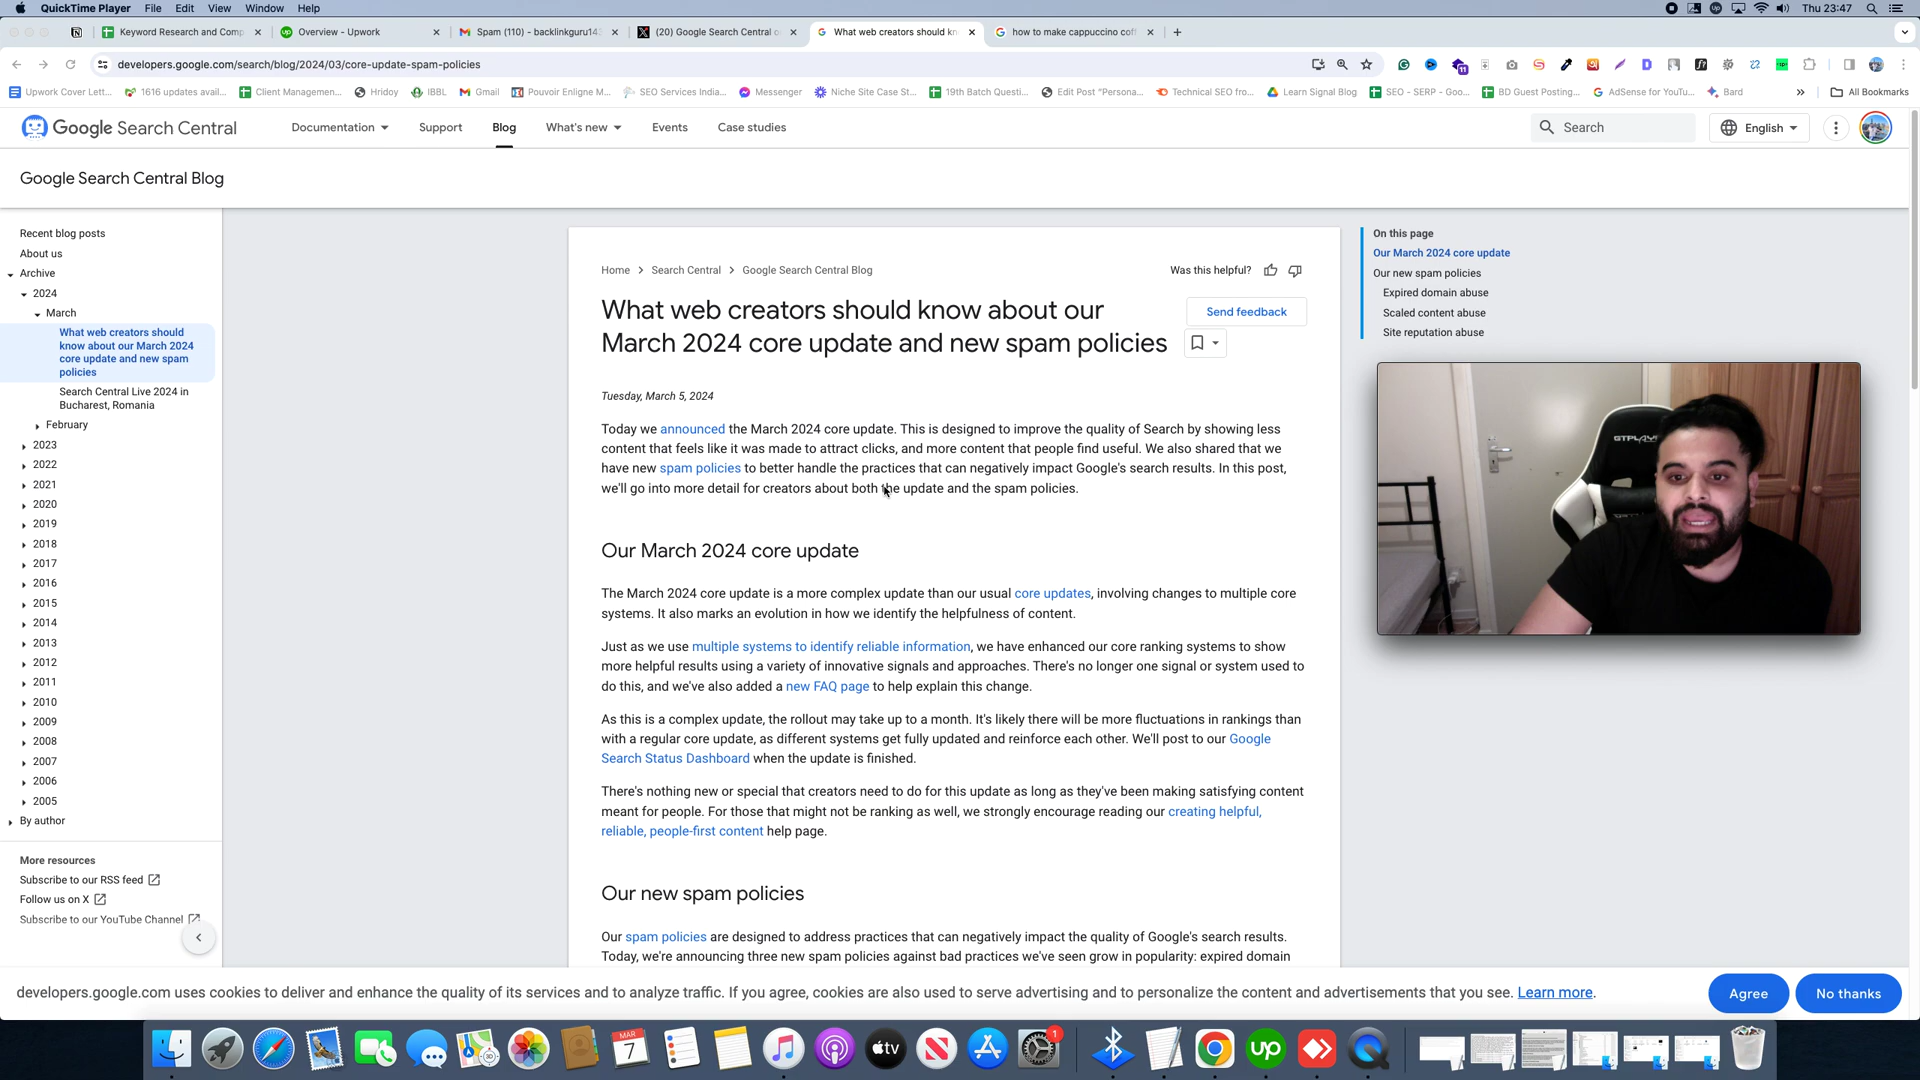 QuickTime Player File Edit View Window Help
Thu 23:47
Keyword Research and Comp
Overview - Upwork
Spam (110) - backlinkguru14
(20) Google Search Central o
What web creators should kn
how to make cappuccino cof
developers.google.com/search/blog/2024/03/core-update-spam-policies
Upwork Cover Lett...
1616 updates avail...
Client Managemen...
Hridoy
IBBL
Gmail
Pouvoir Enligne M...
SEO Services India...
Messenger
Niche Site Case St...
19th Batch Questi...
Edit Post "Persona...
Technical SEO fro...
Learn Signal Blog
SEO - SERP - Goo...
BD Guest Posting...
AdSense for YouTu...
Bard
All Bookmarks
Google Search Central
Documentation
Support
Blog
What's new
Events
Case studies
Search
English
Google Search Central Blog
Recent blog posts
About us
Archive
2024
March
What web creators should
know about our March 2024
core update and new spam
policies
Search Central Live 2024 in
Bucharest, Romania
February
2023
2022
2021
2020
2019
2018
2017
2016
2015
2014
2013
2012
2011
2010
2009
2008
2007
2006
2005
By author
More resources
Subscribe to our RSS feed
Follow us on X
Subscribe to our YouTube Channel
Home > Search Central > Google Search Central Blog
Was this helpful?
What web creators should know about our
March 2024 core update and new spam policies
Send feedback
Tuesday, March 5, 2024
Today we announced the March 2024 core update. This is designed to improve the quality of Search by showing less
content that feels like it was made to attract clicks, and more content that people find useful. We also shared that we
have new spam policies to better handle the practices that can negatively impact Google's search results. In this post,
we'll go into more detail for creators about both the update and the spam policies.
Our March 2024 core update
The March 2024 core update is a more complex update than our usual core updates, involving changes to multiple core
systems. It also marks an evolution in how we identify the helpfulness of content.
Just as we use multiple systems to identify reliable information, we have enhanced our core ranking systems to show
more helpful results using a variety of innovative signals and approaches. There's no longer one signal or system used to
do this, and we've also added a new FAQ page to help explain this change.
As this is a complex update, the rollout may take up to a month. It's likely there will be more fluctuations in rankings than
with a regular core update, as different systems get fully updated and reinforce each other. We'll post to our Google
Search Status Dashboard when the update is finished.
There's nothing new or special that creators need to do for this update as long as they've been making satisfying content
meant for people. For those that might not be ranking as well, we strongly encourage reading our creating helpful,
reliable, people-first content help page.
Our new spam policies
Our spam policies are designed to address practices that can negatively impact the quality of Google's search results.
Today, we're announcing three new spam policies against bad practices we've seen grow in popularity: expired domain
On this page
Our March 2024 core update
Our new spam policies
Expired domain abuse
Scaled content abuse
Site reputation abuse
developers.google.com uses cookies to deliver and enhance the quality of its services and to analyze traffic. If you agree, cookies are also used to serve advertising and to personalize the content and advertisements that you see. Learn more.
Agree
No thanks
MAR
7
tv
1
up